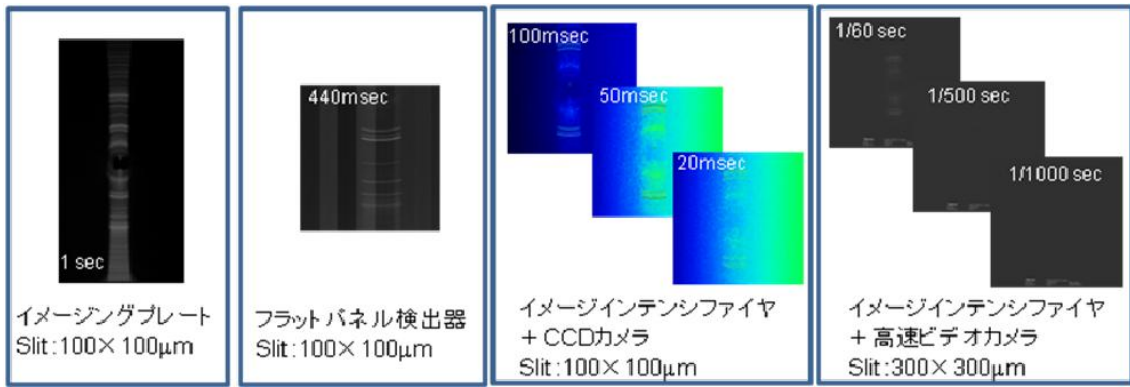 1 sec
イメージングプレート
Slit:100×100μm
440msec
フラットパネル検出器
Slit:100×100μm
100msec
50msec
20msec
イメージインテンシファイヤ
+CCDカメラ
Slit:100×100μm
1/60 sec
1/500 sec
1/1000 sec
イメージインテンシファイヤ
+高速ビデオカメラ
Slit:300×300μm